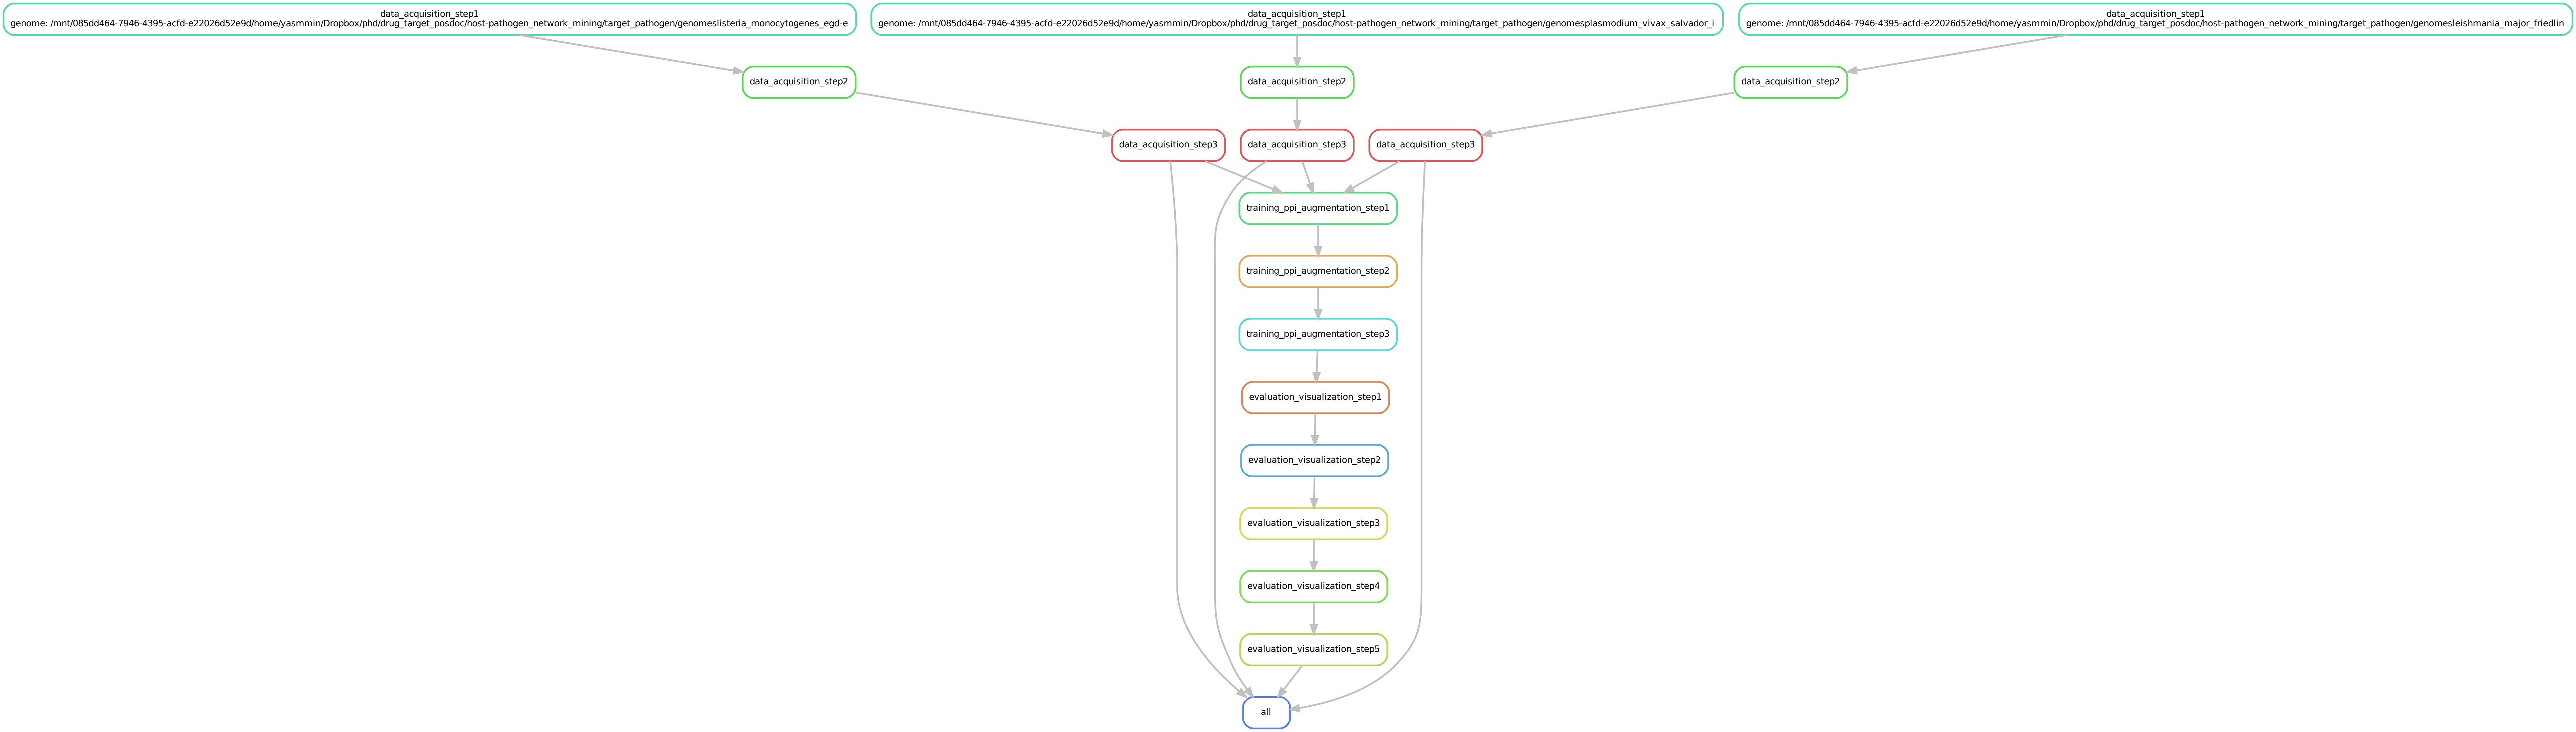 data_acquisition_step1
genome: /mnt/085dd464-7946-4395-acfd-e22026d52e9d/home/yasmmin/Dropbox/phd/drug_target_posdoc/host-pathogen_network_mining/target_pathogen/genomeslisteria_monocytogenes_egd-e
data_acquisition_step1
genome: /mnt/085dd464-7946-4395-acfd-e22026d52e9d/home/yasmmin/Dropbox/phd/drug_target_posdoc/host-pathogen_network_mining/target_pathogen/genomesplasmodium_vivax_salvador_i
data_acquisition_step1
genome: /mnt/085dd464-7946-4395-acfd-e22026d52e9d/home/yasmmin/Dropbox/phd/drug_target_posdoc/host-pathogen_network_mining/target_pathogen/genomesleishmania_major_friedlin
data_acquisition_step2
data_acquisition_step2
data_acquisition_step2
data_acquisition_step3
data_acquisition_step3
data_acquisition_step3
training_ppi_augmentation_step1
training_ppi_augmentation_step2
training_ppi_augmentation_step3
evaluation_visualization_step1
evaluation_visualization_step2
evaluation_visualization_step3
evaluation_visualization_step4
evaluation_visualization_step5
all